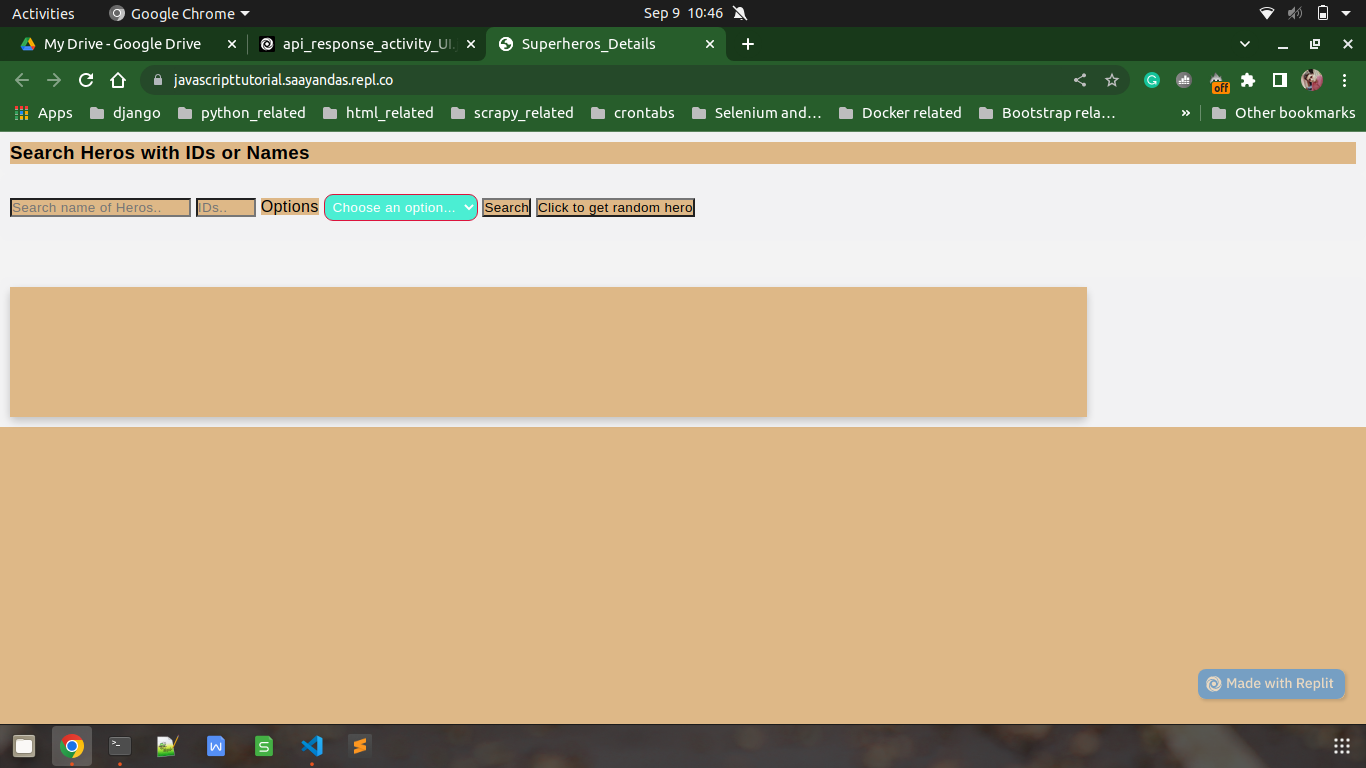 Activities Google Chrome Sep 9 10:46
My Drive - Google Drive api_response_activity_UI. Superheros_Details
javascripttutorial.saayandas.repl.co
off
Apps django python_related html_related scrapy_related crontabs Selenium and… Docker related Bootstrap rela… » Other bookmarks
Search Heros with IDs or Names
Search name of Heros.. IDs.. Options Choose an option... Search Click to get random hero
Made with Replit